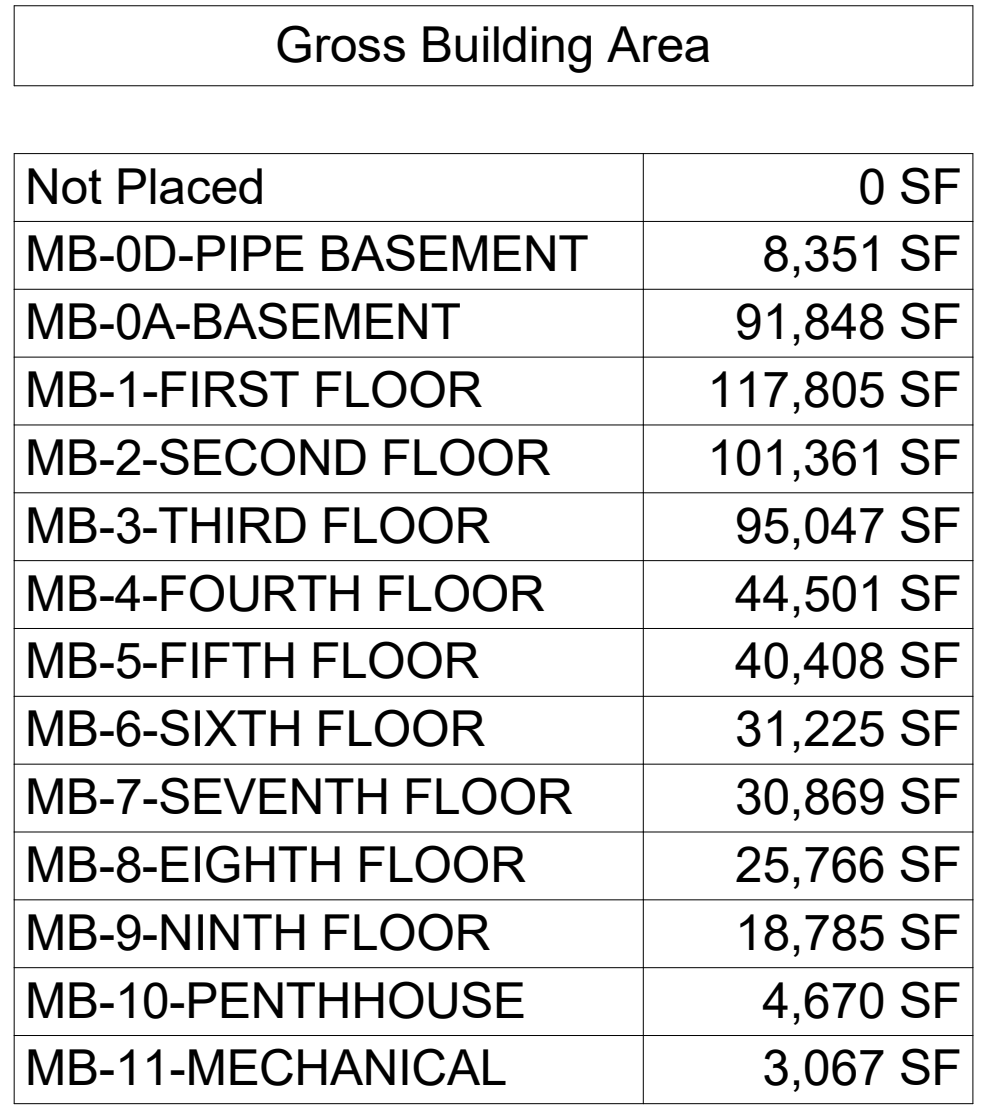 Gross Building Area
Not Placed 0 SF
MB-0D-PIPE BASEMENT 8,351 SF
MB-0A-BASEMENT 91,848 SF
MB-1-FIRST FLOOR 117,805 SF
MB-2-SECOND FLOOR 101,361 SF
MB-3-THIRD FLOOR 95,047 SF
MB-4-FOURTH FLOOR 44,501 SF
MB-5-FIFTH FLOOR 40,408 SF
MB-6-SIXTH FLOOR 31,225 SF
MB-7-SEVENTH FLOOR 30,869 SF
MB-8-EIGHTH FLOOR 25,766 SF
MB-9-NINTH FLOOR 18,785 SF
MB-10-PENTHHOUSE 4,670 SF
MB-11-MECHANICAL 3,067 SF